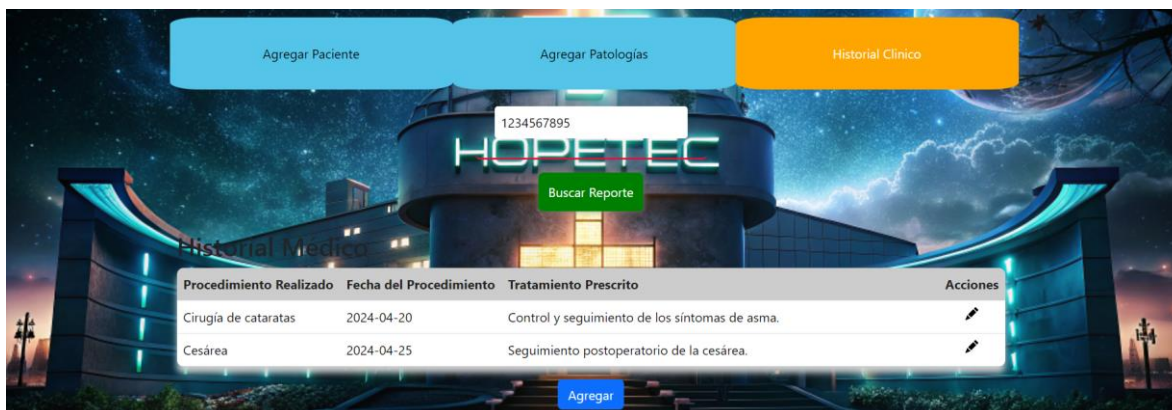 Agregar Paciente Agregar Patologías Historial Clinico
1234567895
HOPETEC
Buscar Reporte
Historial Médico
Procedimiento Realizado Fecha del Procedimiento Tratamiento Prescrito Acciones
Cirugía de cataratas 2024-04-20 Control y seguimiento de los síntomas de asma.
Cesárea 2024-04-25 Seguimiento postoperatorio de la cesárea.
Agregar